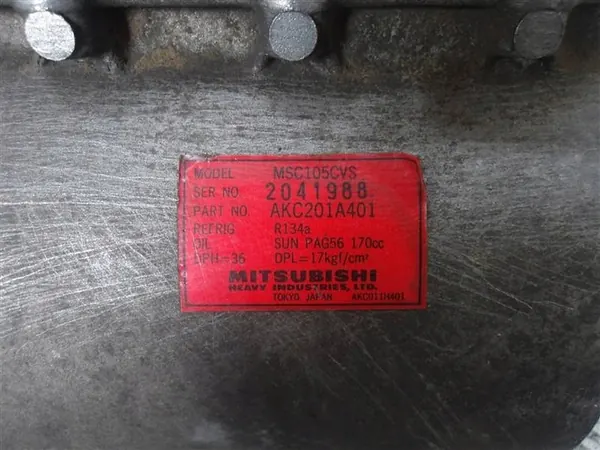 MODEL MSC105CVS
SER NO. 2041988
PART NO. AKC201A401
REFRIG R134a
OIL SUN PAG56 170cc
DPH=36 DPL=17kgf/cm²
MITSUBISHI
HEAVY INDUSTRIES, LTD.
TOKYO JAPAN AKC011H401